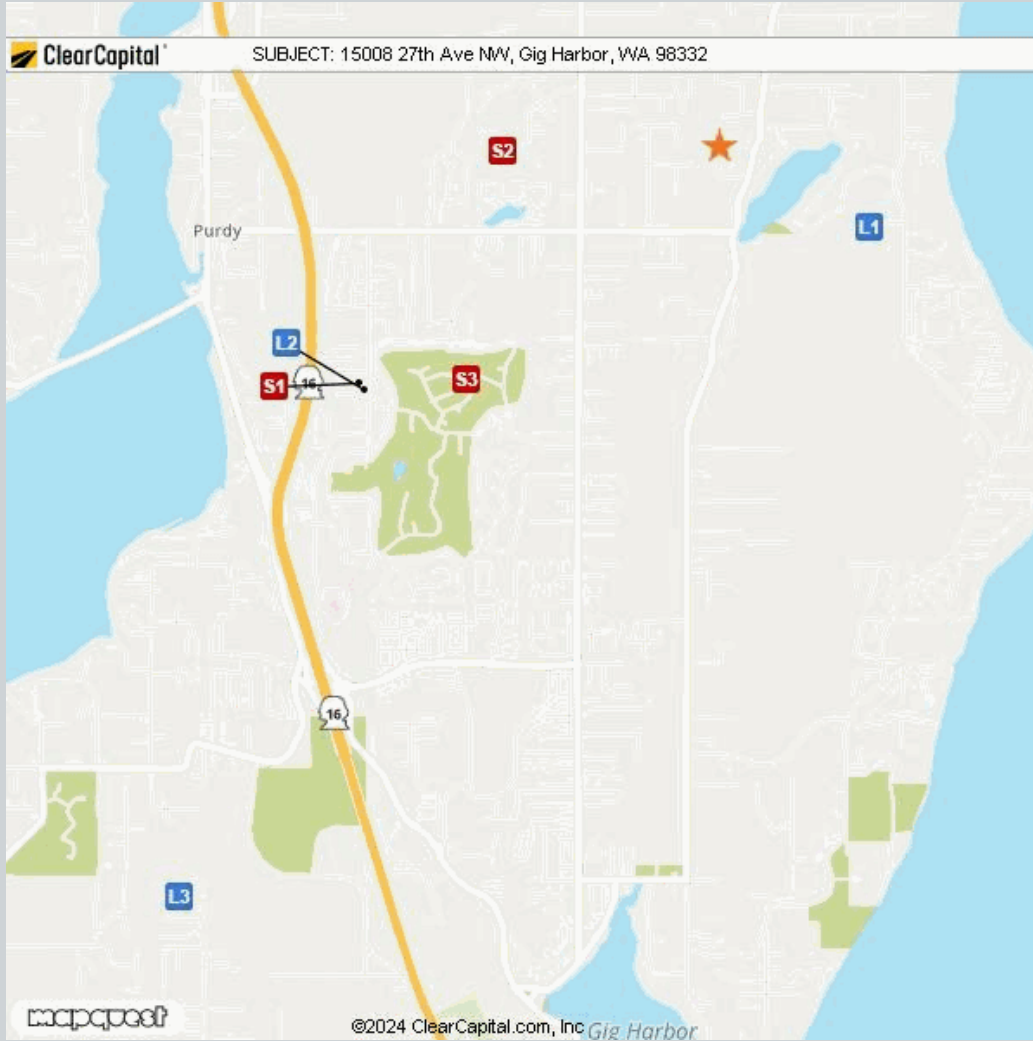 ClearCapital SUBJECT: 15008 27th Ave NW, Gig Harbor, WA 98332
S2
L1
Purdy
L2
S1
16
S3
16
L3
mapquest
©2024 ClearCapital.com, Inc
Gig Harbor